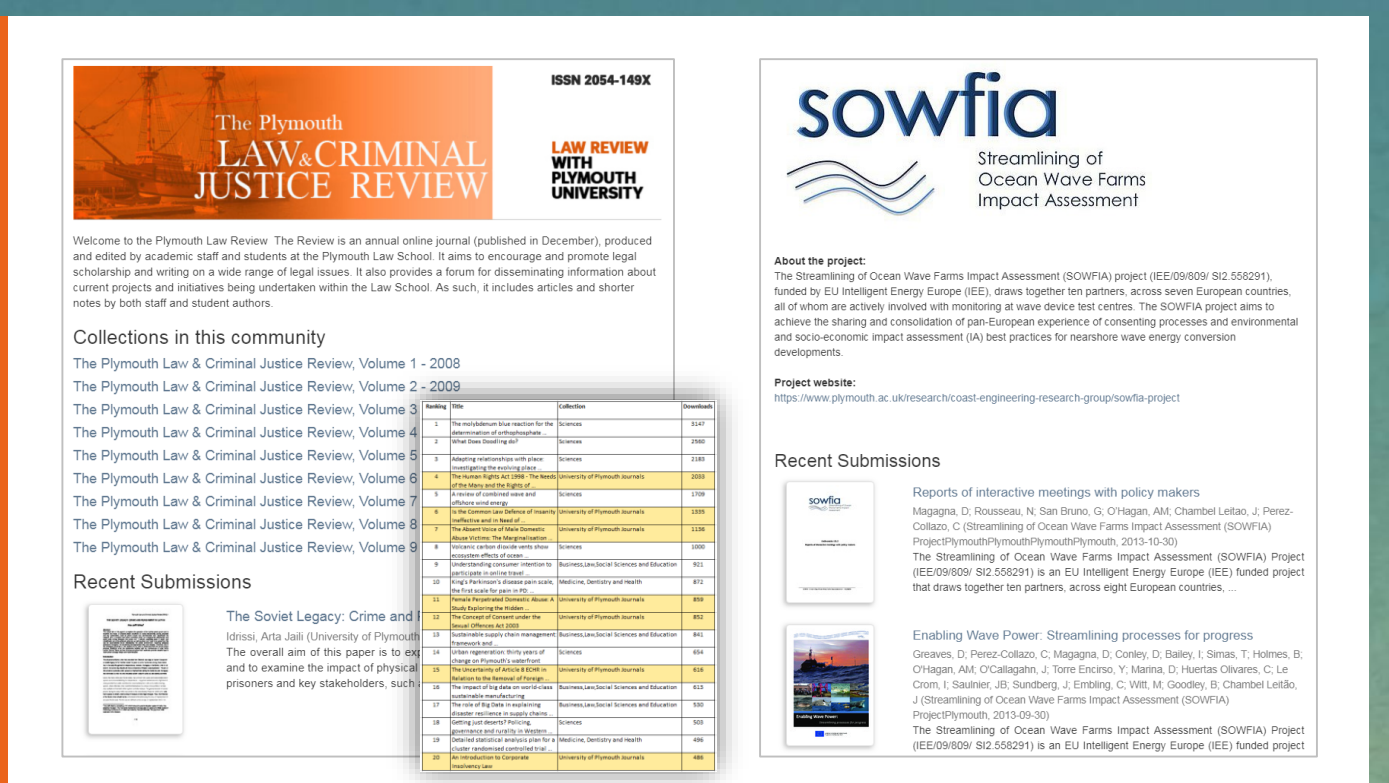 The Plymouth
LAW & CRIMINAL
JUSTICE REVIEW
ISSN 2054-149X
LAW REVIEW
WITH
PLYMOUTH
UNIVERSITY
Welcome to the Plymouth Law Review The Review is an annual online journal (published in December), produced
and edited by academic staff and students at the Plymouth Law School. It aims to encourage and promote legal
scholarship and writing on a wide range of legal issues. It also provides a forum for disseminating information about
current projects and initiatives being undertaken within the Law School. As such, it includes articles and shorter
notes by both staff and student authors.
Collections in this community
The Plymouth Law & Criminal Justice Review, Volume 1 - 2008
The Plymouth Law & Criminal Justice Review, Volume 2 - 2009
The Plymouth Law & Criminal Justice Review, Volume 3
The Plymouth Law & Criminal Justice Review, Volume 4
The Plymouth Law & Criminal Justice Review, Volume 5
The Plymouth Law & Criminal Justice Review, Volume 6
The Plymouth Law & Criminal Justice Review, Volume 7
The Plymouth Law & Criminal Justice Review, Volume 8
The Plymouth Law & Criminal Justice Review, Volume 9
Recent Submissions
The Soviet Legacy: Crime and
Idrissi, Arta Jaili (University of Plymouth
The overall aim of this paper is to
and to examine the impact of physical
prisoners and key stakeholders, such
Ranking Title Collection Downloads
1 The molybdenum blue reaction for the Sciences 3147
determination of orthophosphate ...
2 What Does Doodling do? Sciences 2560
3 Adapting relationships with place: Sciences 2183
investigating the evolving place ...
4 The Human Rights Act 1998 - The Needs University of Plymouth Journals 2033
of the Many and the Rights of ...
5 A review of combined wave and Sciences 1709
offshore wind energy
6 Is the Common Law Defence of Insanity University of Plymouth Journals 1335
Ineffective and in Need of ...
7 The Absent Voice of Male Domestic University of Plymouth Journals 1136
Abuse Victims: The Marginalisation ...
8 Volcanic carbon dioxide vents show Sciences 1000
ecosystem effects of ocean ...
9 Understanding consumer intention to Business,Law,Social Sciences and Education 921
participate in online travel ...
10 King's Parkinson's disease pain scale, Medicine, Dentistry and Health 872
the first scale for pain in PD: ...
11 Female Perpetrated Domestic Abuse: A University of Plymouth Journals 859
Study Exploring the Hidden ...
12 The Concept of Consent under the University of Plymouth Journals 852
Sexual Offences Act 2003
13 Sustainable supply chain management Business,Law,Social Sciences and Education 841
framework and ...
14 Urban regeneration: thirty years of Sciences 654
change on Plymouth's waterfront
15 The Uncertainty of Article 8 ECHR in University of Plymouth Journals 616
Relation to the Removal of Foreign ...
16 The impact of big data on world-class Business,Law,Social Sciences and Education 613
sustainable manufacturing
17 The role of Big Data in explaining Business,Law,Social Sciences and Education 530
disaster resilience in supply chains ...
18 Getting just deserts? Policing, Sciences 503
governance and rurality in Western ...
19 Detailed statistical analysis plan for a Medicine, Dentistry and Health 496
cluster randomised controlled trial ...
20 An Introduction to Corporate University of Plymouth Journals 486
Insolvency Law
sowfia
Streamlining of
Ocean Wave Farms
Impact Assessment
About the project:
The Streamlining of Ocean Wave Farms Impact Assessment (SOWFIA) project (IEE/09/809/ SI2.558291),
funded by EU Intelligent Energy Europe (IEE), draws together ten partners, across seven European countries,
all of whom are actively involved with monitoring at wave device test centres. The SOWFIA project aims to
achieve the sharing and consolidation of pan-European experience of consenting processes and environmental
and socio-economic impact assessment (IA) best practices for nearshore wave energy conversion
developments.
Project website:
https://www.plymouth.ac.uk/research/coast-engineering-research-group/sowfia-project
Recent Submissions
sowfia
Reports of interactive meetings with policy makers
Magagna, D; Rousseau, N; San Bruno, G; O'Hagan, AM; Chambel Leitao, J; Perez-
Collazo, C (Streamlining of Ocean Wave Farms Impact Assessment (SOWFIA)
ProjectPlymouthPlymouthPlymouthPlymouth, 2013-10-30)
The Streamlining of Ocean Wave Farms Impact Assessment (SOWFIA) Project
(IEE/09/809/ SI2.558291) is an EU Intelligent Energy Europe (IEE) funded project
that draws together ten partners, across eight European countries, ...
Enabling Wave Power:
Enabling Wave Power: Streamlining processes for progress
Greaves, D; Perez-Collazo, C; Magagna, D; Conley, D; Bailey, I; Simas, T; Holmes, B;
O'Hagan, AM; O'Callagahn, J; Torre Encirso, Y; Marina, D; Huertas Olivares, C; Le
Crom, I; Saulnier, JB; Sundberg, J; Embling, C; Witt, M; Goodley, B; Chambel Leitão,
J (Streamlining of Ocean Wave Farms Impact Assessment (SOWFIA)
ProjectPlymouth, 2013-09-30)
The Streamlining of Ocean Wave Farms Impact Assessment (SOWFIA) Project
(IEE/09/809/ SI2.558291) is an EU Intelligent Energy Europe (IEE) funded project